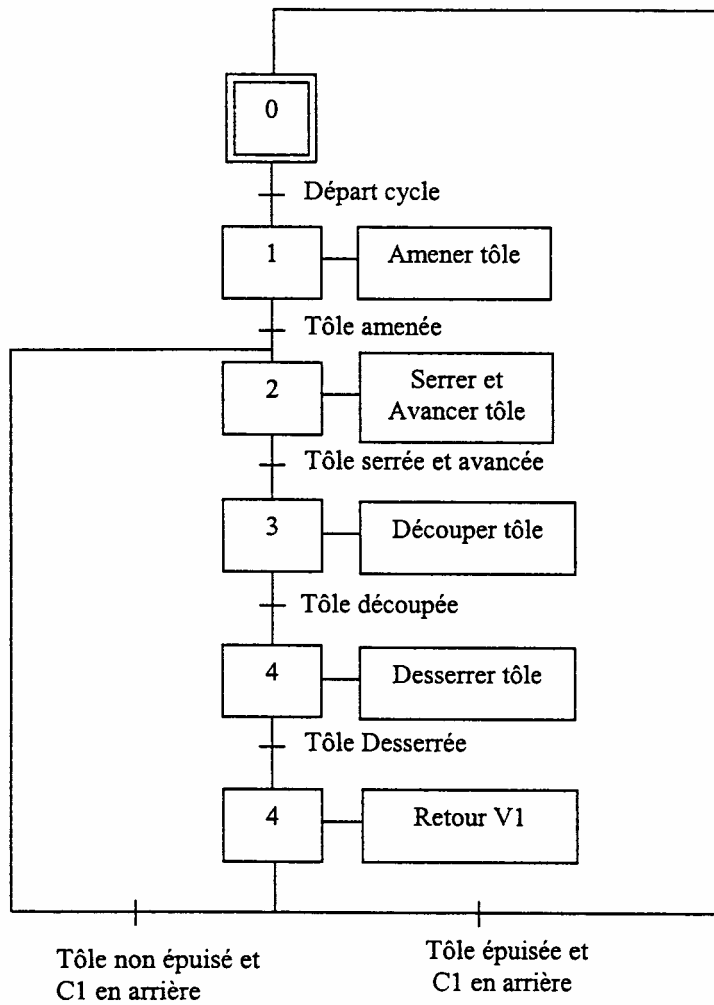 0
Départ cycle
1
Amener tôle
Tôle amenée
2
Serrer et
Avancer tôle
Tôle serrée et avancée
3
Découper tôle
Tôle découpée
4
Desserrer tôle
Tôle Desserrée
4
Retour V1
Tôle non épuisé et
C1 en arrière
Tôle épuisée et
C1 en arrière